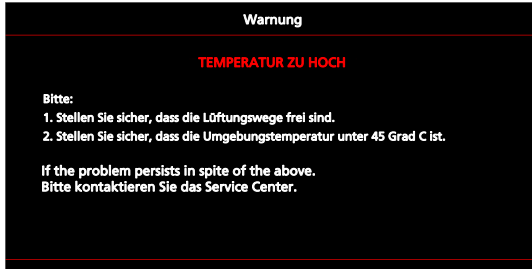 Warnung
TEMPERATUR ZU HOCH
Bitte:
1. Stellen Sie sicher, dass die Lüftungswege frei sind.
2. Stellen Sie sicher, dass die Umgebungstemperatur unter 45 Grad C ist.
If the problem persists in spite of the above.
Bitte kontaktieren Sie das Service Center.